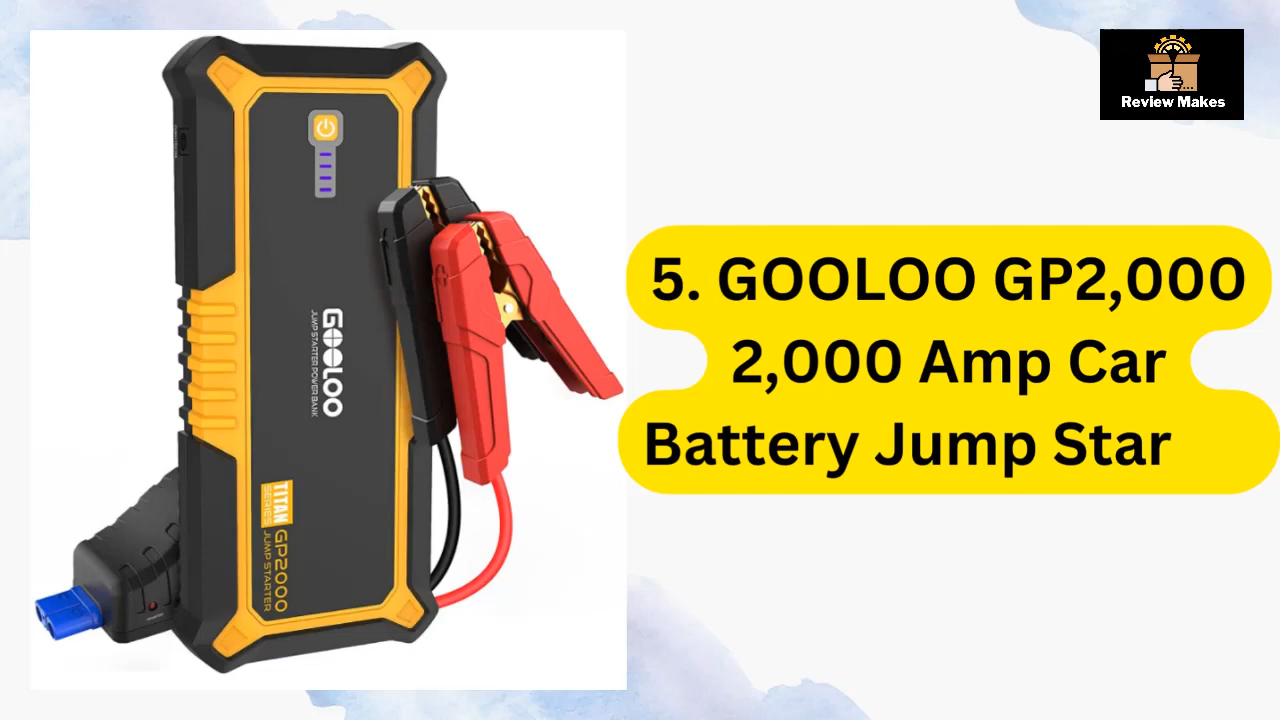 Review Makes
5. GOOLOO GP2,000
2,000 Amp Car
Battery Jump Star
GOOLOO
JUMP STARTER POWER BANK
TITAN
SERIES
GP2000
JUMP STARTER